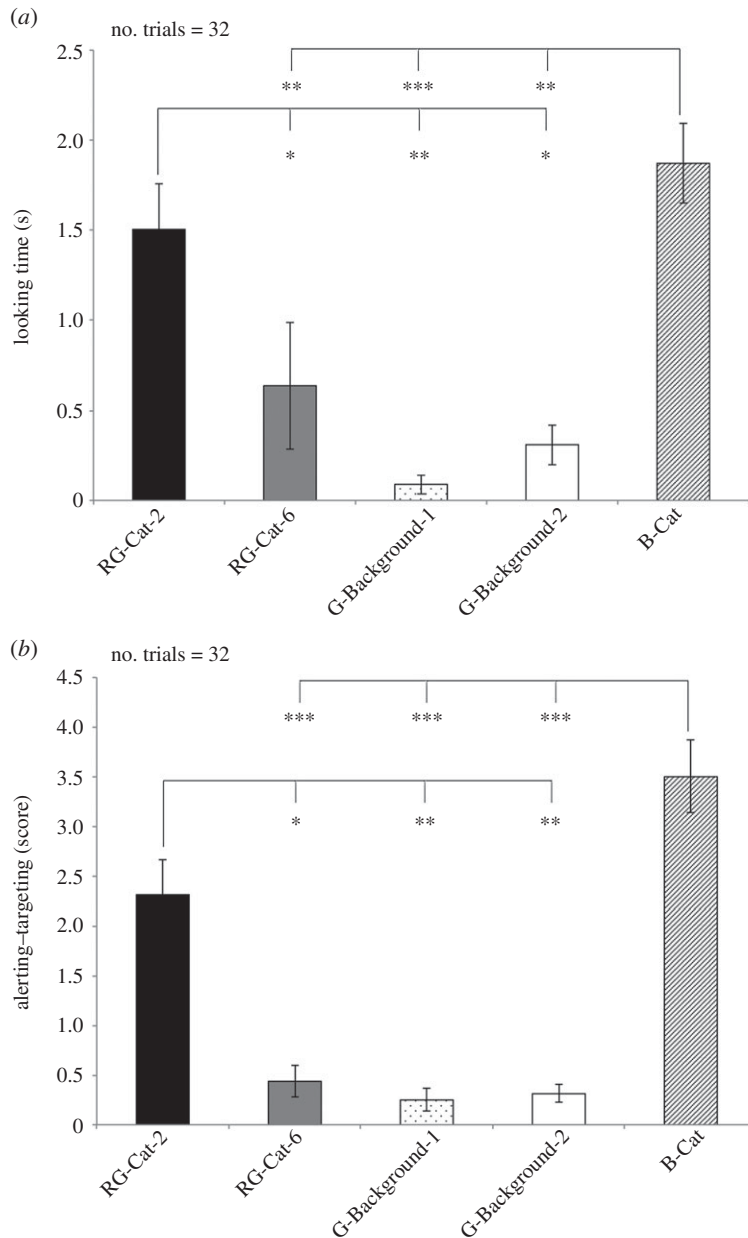 (a)
no. trials = 32
2.5
** *** **
2.0
* ** *
1.5
looking time (s)
1.0
0.5
0
RG-Cat-2 RG-Cat-6 G-Background-1 G-Background-2 B-Cat
(b)
no. trials = 32
4.5
4.0
*** *** ***
3.5
3.0
* ** **
2.5
alerting–targeting (score)
2.0
1.5
1.0
0.5
0
RG-Cat-2 RG-Cat-6 G-Background-1 G-Background-2 B-Cat